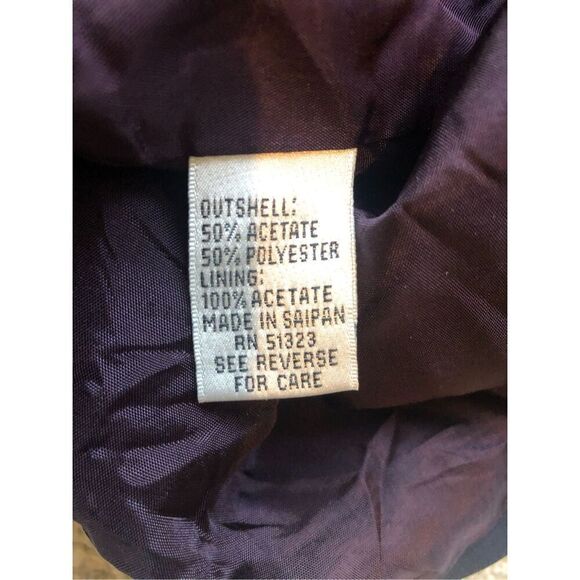 OUTSHELL:
50% ACETATE
50% POLYESTER
LINING:
100% ACETATE
MADE IN SAIPAN
RN 51323
SEE REVERSE
FOR CARE